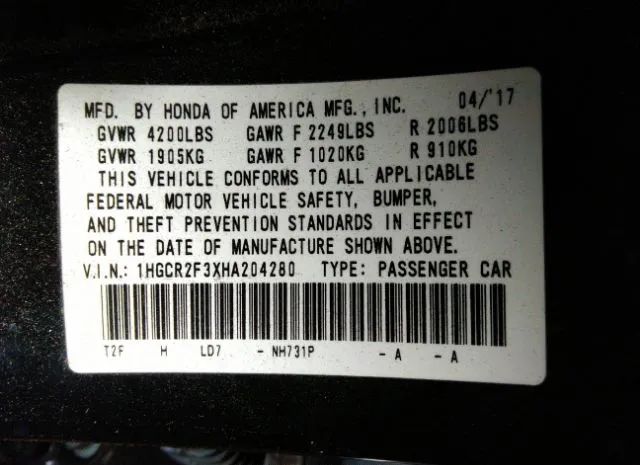 MFD. BY HONDA OF AMERICA MFG., INC. 04/'17
GVWR 4200LBS GAWR F 2249LBS R 2006LBS
GVWR 1905KG GAWR F 1020KG R 910KG
THIS VEHICLE CONFORMS TO ALL APPLICABLE
FEDERAL MOTOR VEHICLE SAFETY, BUMPER,
AND THEFT PREVENTION STANDARDS IN EFFECT
ON THE DATE OF MANUFACTURE SHOWN ABOVE.
V.I.N.: 1HGCR2F3XHA204280 TYPE: PASSENGER CAR
T2F H LD7 - NH731P - A - A